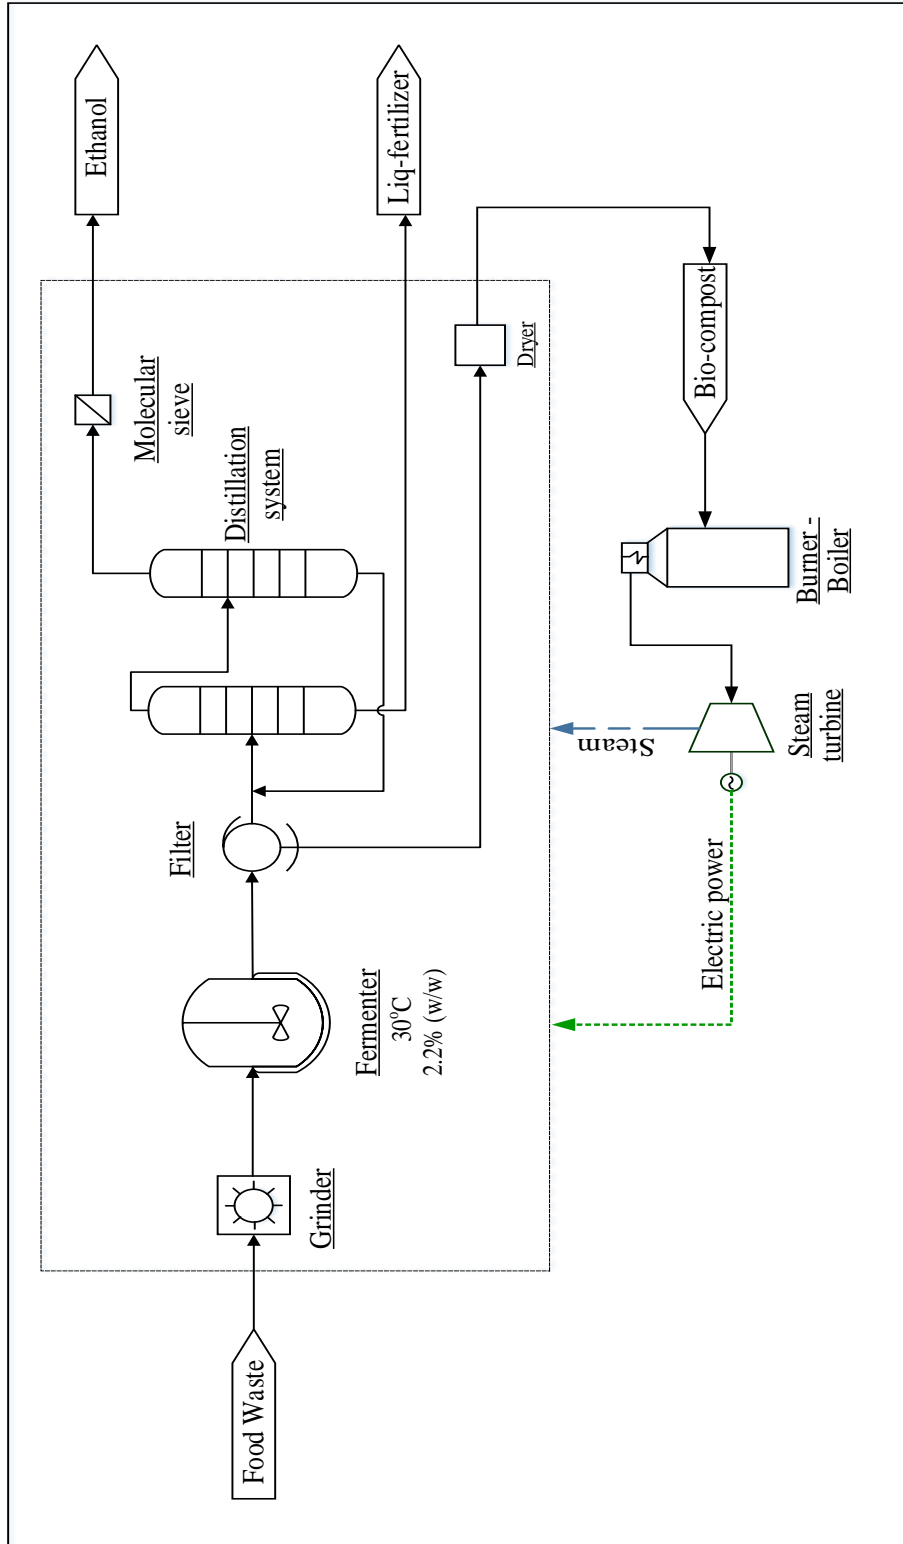 Food Waste
Grinder
Fermenter
30°C
2.2% (w/w)
Filter
Distillation
system
Molecular
sieve
Ethanol
Liq-fertilizer
Dryer
Bio-compost
Burner -
Boiler
Steam
turbine
Steam
Electric power